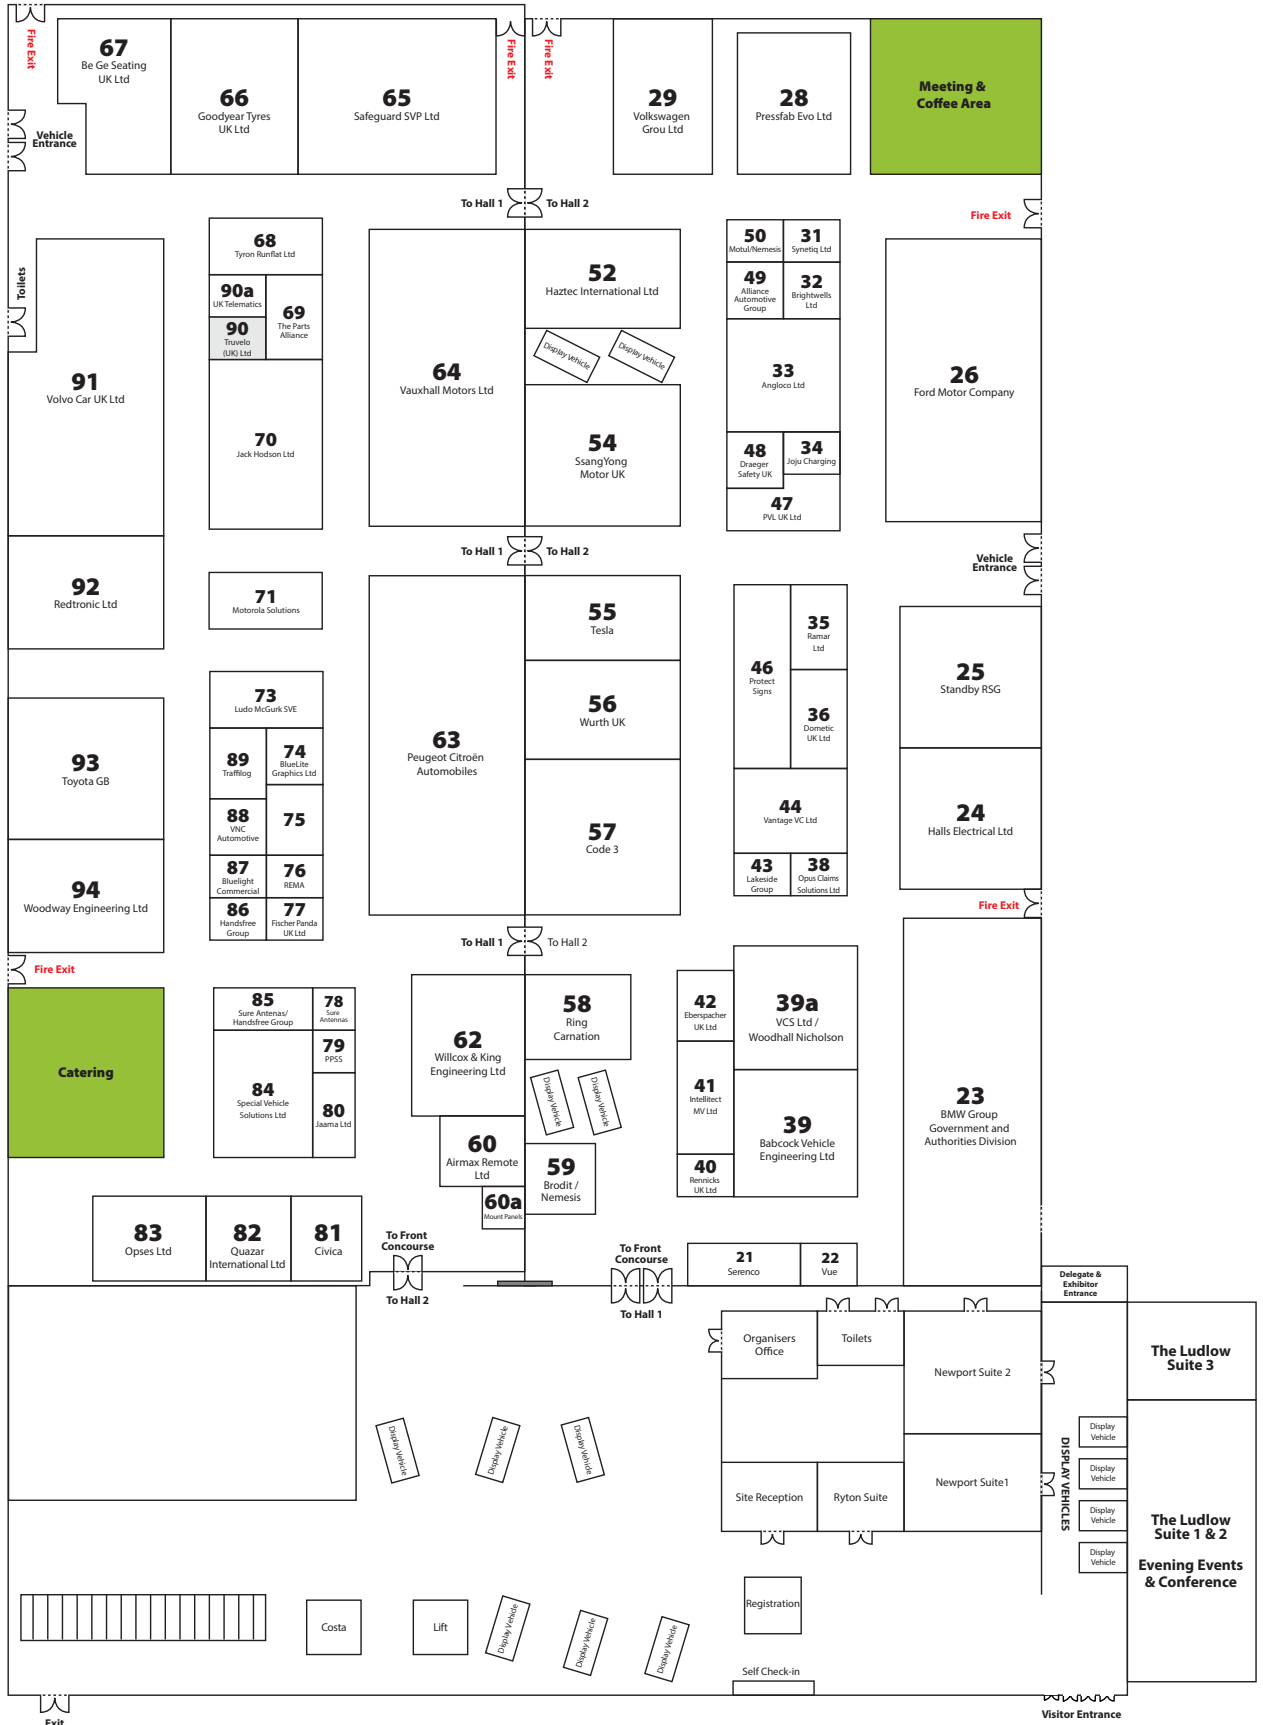 Fire Exit
67
Be Ge Seating
UK Ltd
66
Goodyear Tyres
UK Ltd
65
Safeguard SVP Ltd
Fire Exit
Fire Exit
29
Volkswagen
Grou Ltd
28
Pressfab Evo Ltd
Meeting &
Coffee Area
Vehicle
Entrance
To Hall 1
To Hall 2
Fire Exit
Toilets
91
Volvo Car UK Ltd
68
Tyron Runflat Ltd
90a
UK Telematics
90
Truvelo
(UK) Ltd
69
The Parts
Alliance
70
Jack Hodson Ltd
64
Vauxhall Motors Ltd
52
Haztec International Ltd
Display Vehicle
Display Vehicle
54
SsangYong
Motor UK
50
Motul/Nemesis
31
Synetiq Ltd
49
Alliance
Automotive
Group
32
Brightwells
Ltd
33
Angloco Ltd
48
Draeger
Safety UK
34
Joju Charging
47
PVL UK Ltd
26
Ford Motor Company
To Hall 1
To Hall 2
Vehicle
Entrance
92
Redtronic Ltd
71
Motorola Solutions
63
Peugeot Citroën
Automobiles
55
Tesla
56
Wurth UK
57
Code 3
46
Protect
Signs
35
Ramar
Ltd
36
Dometic
UK Ltd
44
Vantage VC Ltd
43
Lakeside
Group
38
Opus Claims
Solutions Ltd
25
Standby RSG
24
Halls Electrical Ltd
Fire Exit
93
Toyota GB
94
Woodway Engineering Ltd
73
Ludo McGurk SVE
89
Traffilog
74
BlueLite
Graphics Ltd
88
VNC
Automotive
75
87
Bluelight
Commercial
76
REMA
86
Handsfree
Group
77
Fischer Panda
UK Ltd
To Hall 1
To Hall 2
Fire Exit
Catering
85
Sure Antenas/
Handsfree Group
78
Sure
Antennas
79
PPSS
84
Special Vehicle
Solutions Ltd
80
Jaama Ltd
62
Willcox & King
Engineering Ltd
58
Ring
Carnation
Display Vehicle
Display Vehicle
60
Airmax Remote
Ltd
59
Brodit /
Nemesis
60a
Mount Panels
42
Eberspacher
UK Ltd
39a
VCS Ltd /
Woodhall Nicholson
41
Intellitect
MV Ltd
39
Babcock Vehicle
Engineering Ltd
40
Rennicks
UK Ltd
23
BMW Group
Government and
Authorities Division
83
Opses Ltd
82
Quazar
International Ltd
81
Civica
To Front
Concourse
To Hall 2
To Front
Concourse
To Hall 1
21
Serenco
22
Vue
Delegate &
Exhibitor
Entrance
Organisers
Office
Toilets
Newport Suite 2
The Ludlow
Suite 3
Display Vehicle
Display Vehicle
Display Vehicle
Site Reception
Ryton Suite
Newport Suite1
DISPLAY VEHICLES
Display
Vehicle
Display
Vehicle
Display
Vehicle
Display
Vehicle
The Ludlow
Suite 1 & 2
Evening Events
& Conference
Costa
Lift
Display Vehicle
Display Vehicle
Display Vehicle
Registration
Self Check-in
Exit
Visitor Entrance